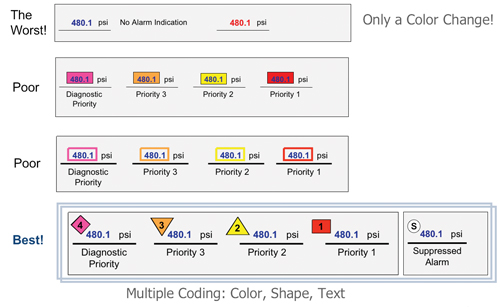 The Worst!
480.1 psi No Alarm Indication 480.1 psi
Only a Color Change!
Poor
480.1 psi 480.1 psi 480.1 psi 480.1 psi
Diagnostic Priority 3 Priority 2 Priority 1
Priority
Poor
480.1 psi 480.1 psi 480.1 psi 480.1 psi
Diagnostic Priority 3 Priority 2 Priority 1
Priority
Best!
4 3 2 1 S
480.1 psi 480.1 psi 480.1 psi 480.1 psi 480.1 psi
Diagnostic Priority 3 Priority 2 Priority 1 Suppressed
Priority Alarm
Multiple Coding: Color, Shape, Text